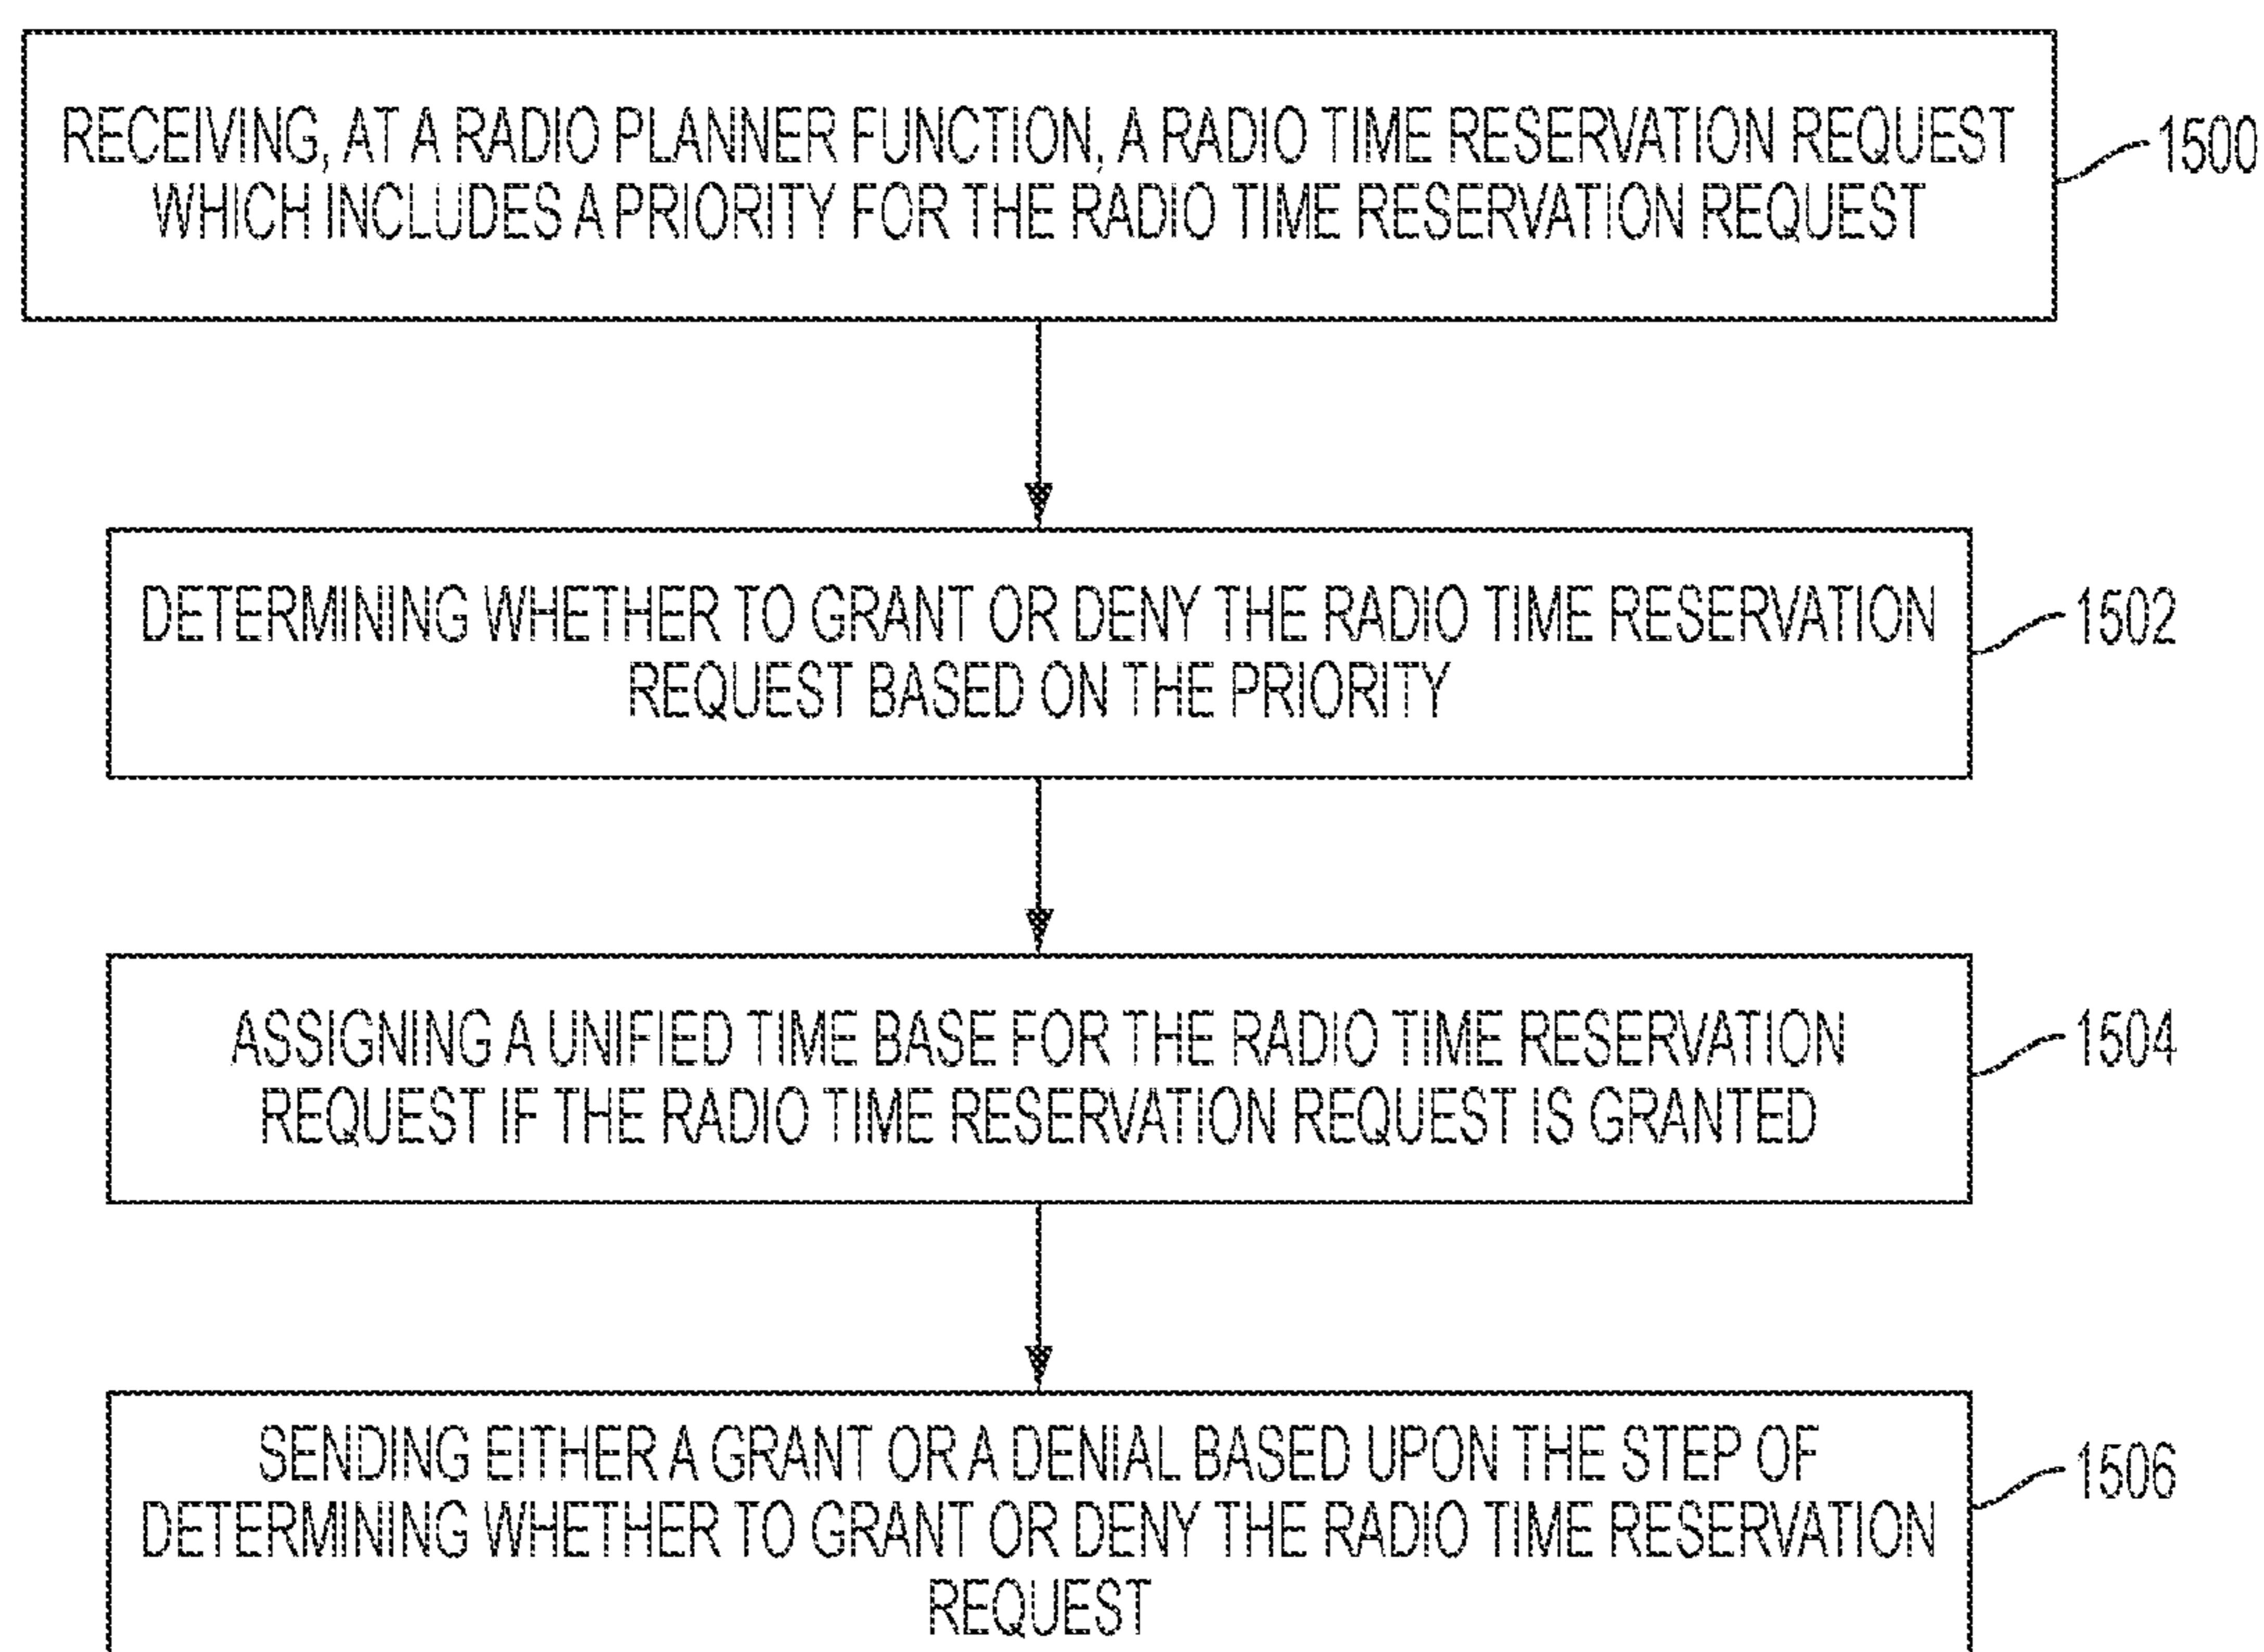 RECEIVING, AT A RADIO PLANNER FUNCTION, A RADIO TIME RESERVATION REQUEST
WHICH INCLUDES A PRIORITY FOR THE RADIO TIME RESERVATION REQUEST
1500
DETERMINING WHETHER TO GRANT OR DENY THE RADIO TIME RESERVATION
REQUEST BASED ON THE PRIORITY
1502
ASSIGNING A UNIFIED TIME BASE FOR THE RADIO TIME RESERVATION
REQUEST IF THE RADIO TIME RESERVATION REQUEST IS GRANTED
1504
SENDING EITHER A GRANT OR A DENIAL BASED UPON THE STEP OF
DETERMINING WHETHER TO GRANT OR DENY THE RADIO TIME RESERVATION
REQUEST
1506